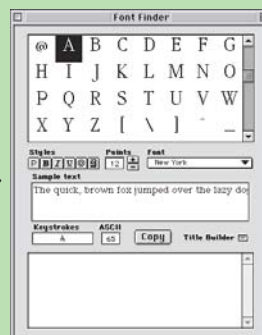 Font Finder
@ A B C D E F G
H I J K L M N O
P Q R S T U V W
X Y Z [ \ ] ^ _
Styles Points Font
P B I U O S 12 New York
Sample text
The quick, brown fox jumped over the lazy dog
Keystrokes ASCII
A 65 Copy Title Builder